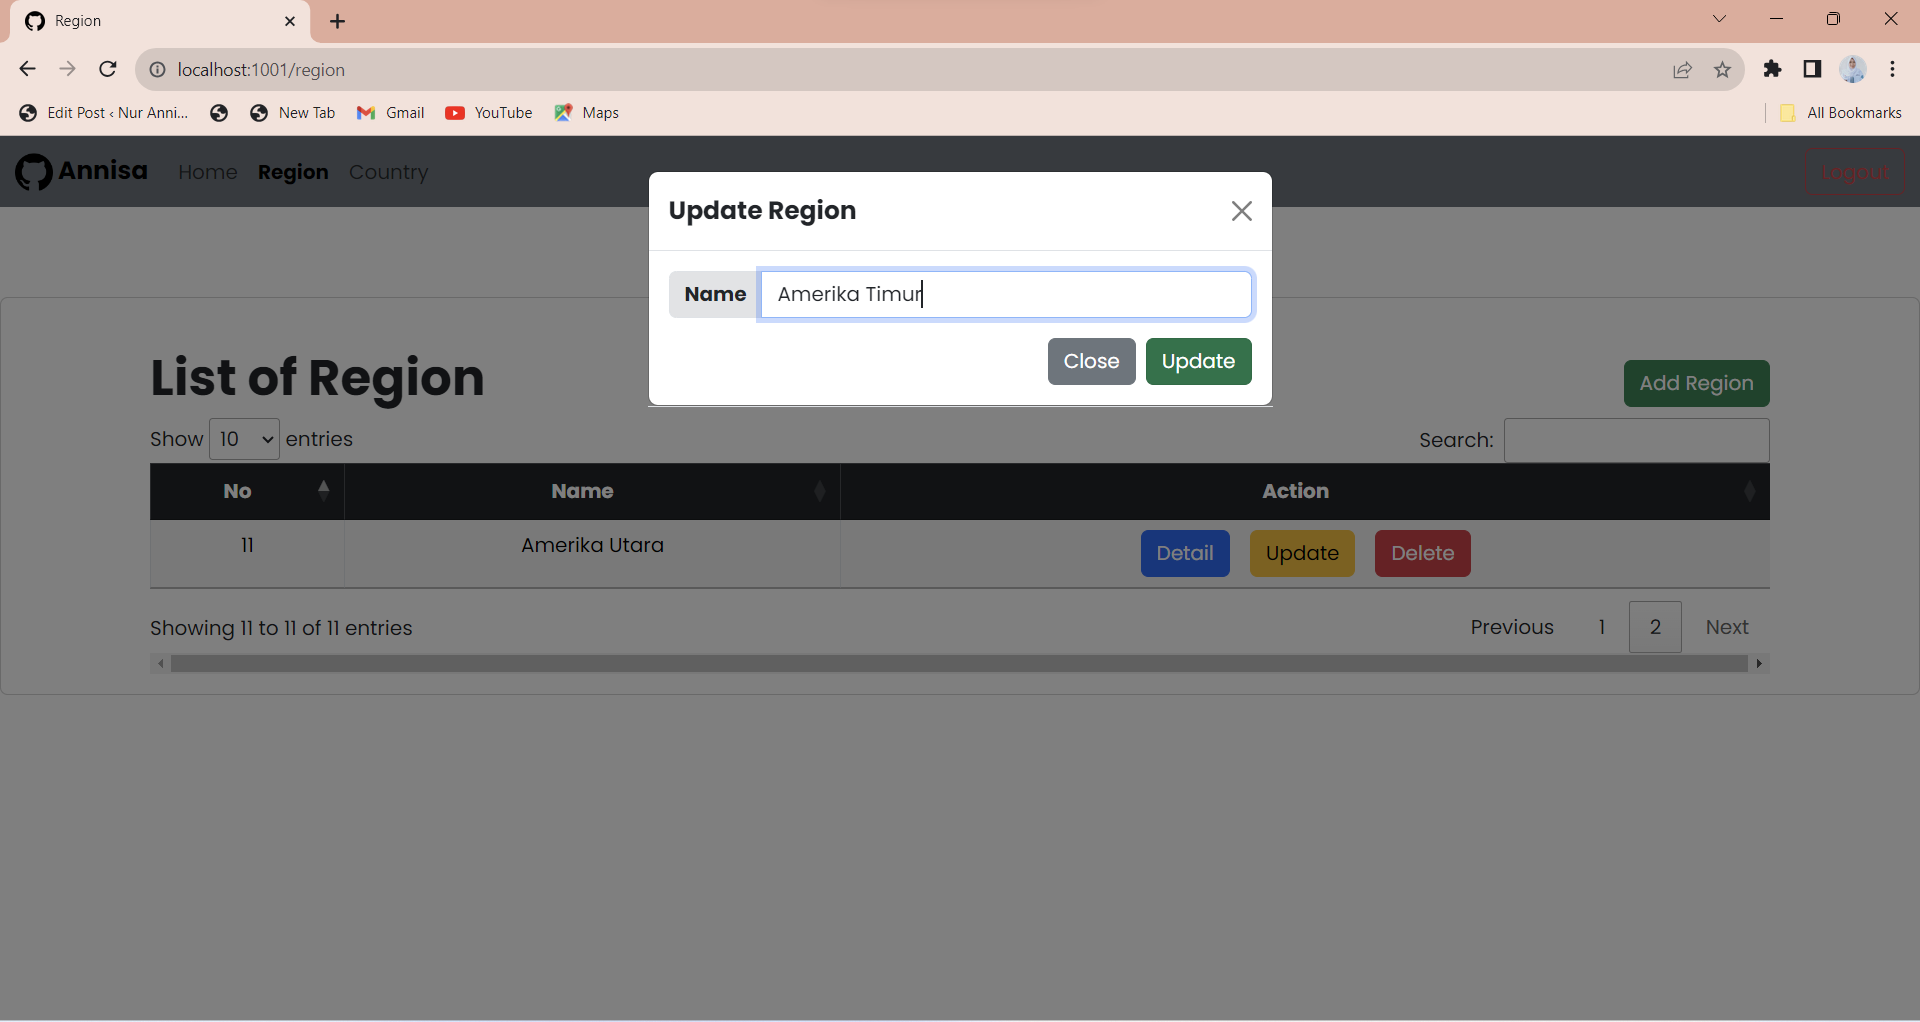 Region
localhost:1001/region
Edit Post ‹ Nur Anni... New Tab Gmail YouTube Maps All Bookmarks
Annisa Home Region Country Logout
Update Region
Name Amerika Timur
Close Update
List of Region
Add Region
Show 10 entries
Search:
No Name Action
11 Amerika Utara Detail Update Delete
Showing 11 to 11 of 11 entries
Previous 1 2 Next